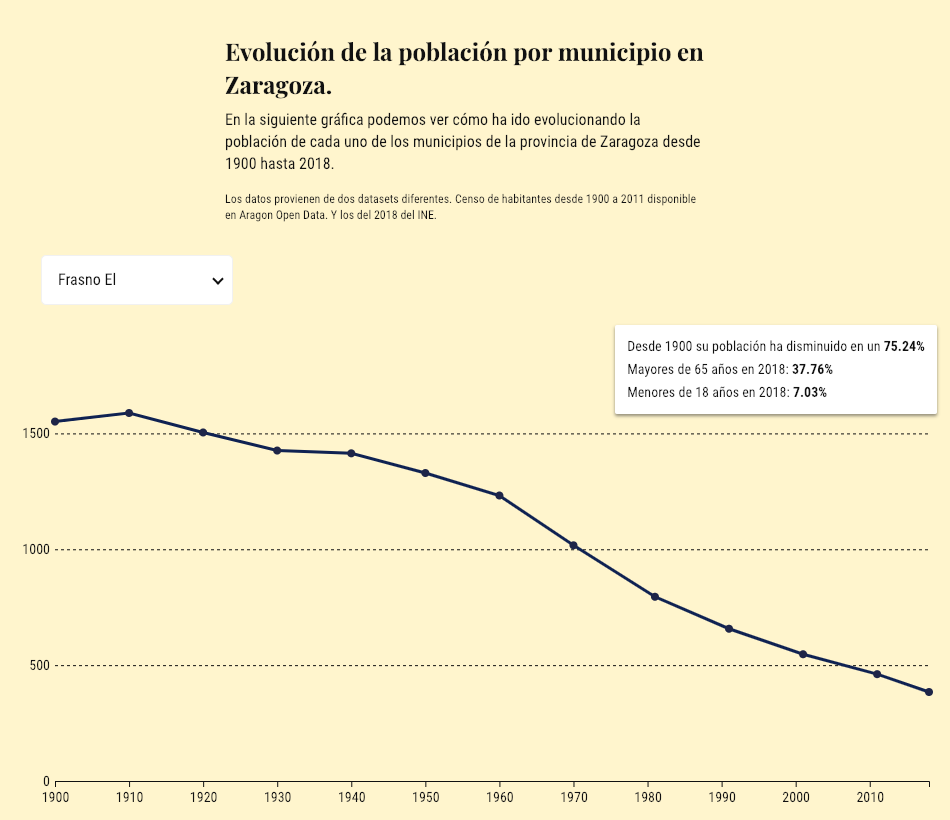 Evolución de la población por municipio en
Zaragoza.
En la siguiente gráfica podemos ver cómo ha ido evolucionando la
población de cada uno de los municipios de la provincia de Zaragoza desde
1900 hasta 2018.
Los datos provienen de dos datasets diferentes. Censo de habitantes desde 1900 a 2011 disponible
en Aragon Open Data. Y los del 2018 del INE.
Frasno El
Desde 1900 su población ha disminuido en un 75.24%
Mayores de 65 años en 2018: 37.76%
Menores de 18 años en 2018: 7.03%
1500
1000
500
0
1900 1910 1920 1930 1940 1950 1960 1970 1980 1990 2000 2010